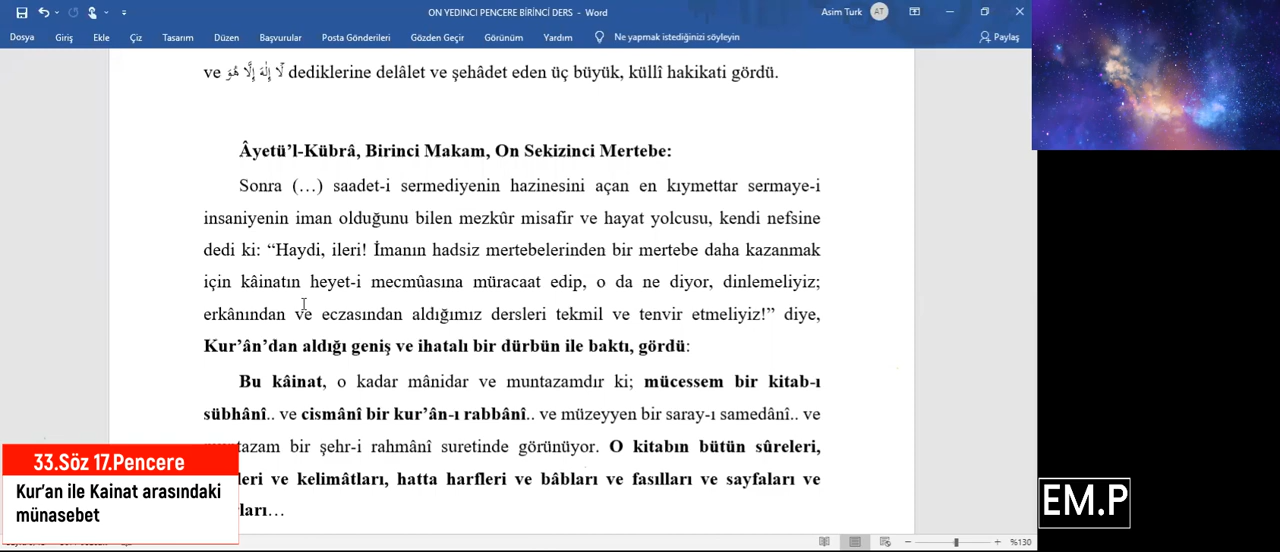 ON YEDINCI PENCERE BİRİNCİ DERS - Word
Asim Turk AT
Dosya Giriş Ekle Çiz Tasarım Düzen Başvurular Posta Gönderileri Gözden Geçir Görünüm Yardım Ne yapmak istediğinizi söyleyin Paylaş
ve لَا إِلٰهَ إِلَّا هُوَ dediklerine delâlet ve şehâdet eden üç büyük, küllî hakikati gördü.
Âyetü’l-Kübrâ, Birinci Makam, On Sekizinci Mertebe:
Sonra (…) saadet-i sermediyenin hazinesini açan en kıymettar sermaye-i
insaniyenin iman olduğunu bilen mezkûr misafir ve hayat yolcusu, kendi nefsine
dedi ki: “Haydi, ileri! İmanın hadsiz mertebelerinden bir mertebe daha kazanmak
için kâinatın heyet-i mecmûasına müracaat edip, o da ne diyor, dinlemeliyiz;
erkânından ve eczasından aldığımız dersleri tekmil ve tenvir etmeliyiz!” diye,
Kur’ân’dan aldığı geniş ve ihatalı bir dürbün ile baktı, gördü:
Bu kâinat, o kadar mânidar ve muntazamdır ki; mücessem bir kitab-ı
sübhânî.. ve cismânî bir kur’ân-ı rabbânî.. ve müzeyyen bir saray-ı samedânî.. ve
bir şehr-i rahmânî suretinde görünüyor. O kitabın bütün sûreleri,
ve kelimâtları, hatta harfleri ve bâbları ve fasılları ve sayfaları ve
33.Söz 17.Pencere
Kur’an ile Kainat arasındaki
münasebet
EM.P
%130